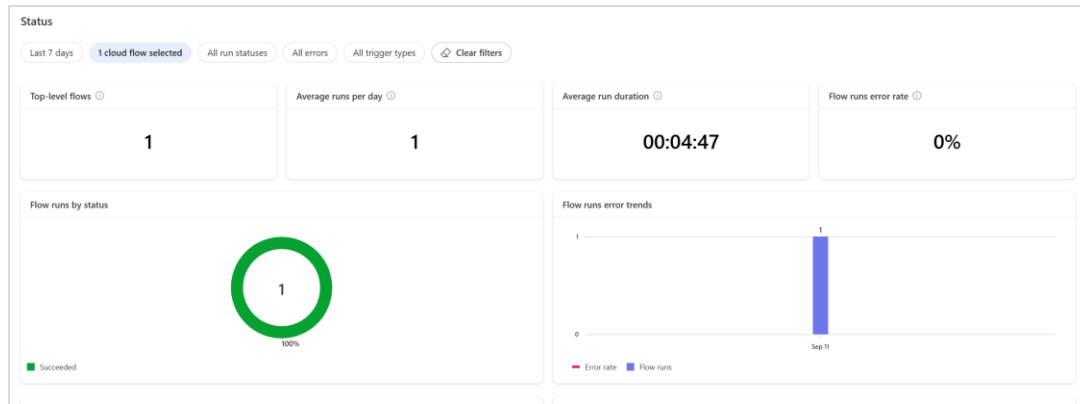 Status
Last 7 days 1 cloud flow selected All run statuses All errors All trigger types Clear filters
Top-level flows Average runs per day Average run duration Flow runs error rate
1 1 00:04:47 0%
Flow runs by status Flow runs error trends
1
100%
Succeeded
1
1
0
Sep 11
Error rate Flow runs